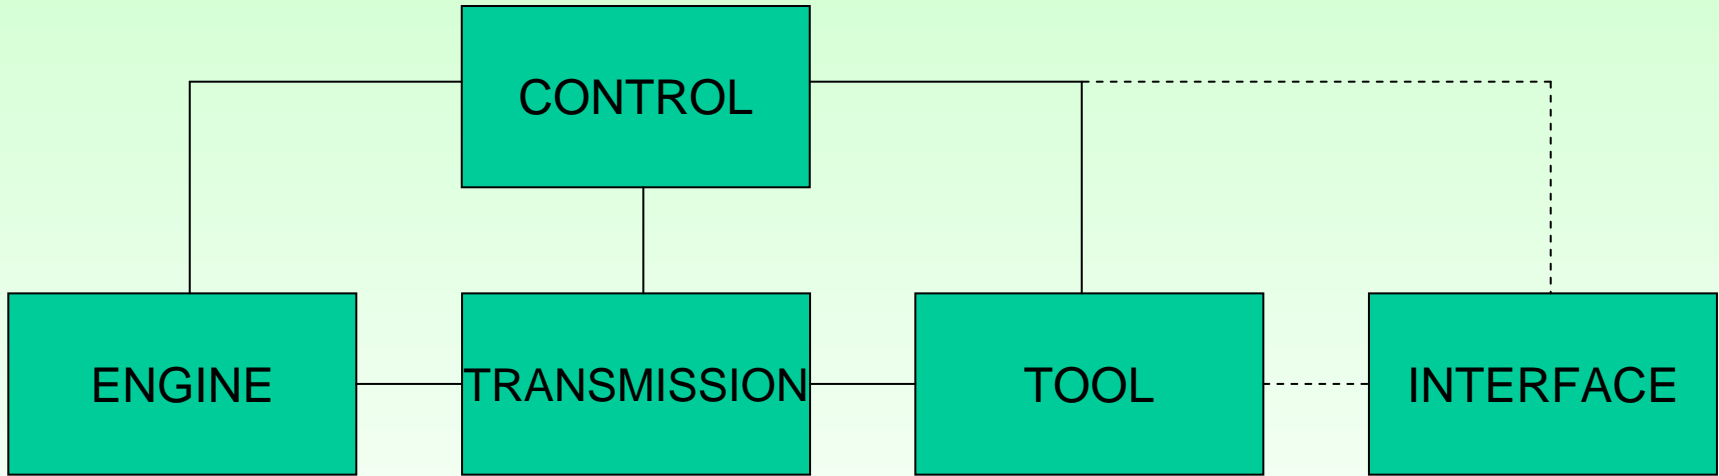 CONTROL
ENGINE
TRANSMISSION
TOOL
INTERFACE